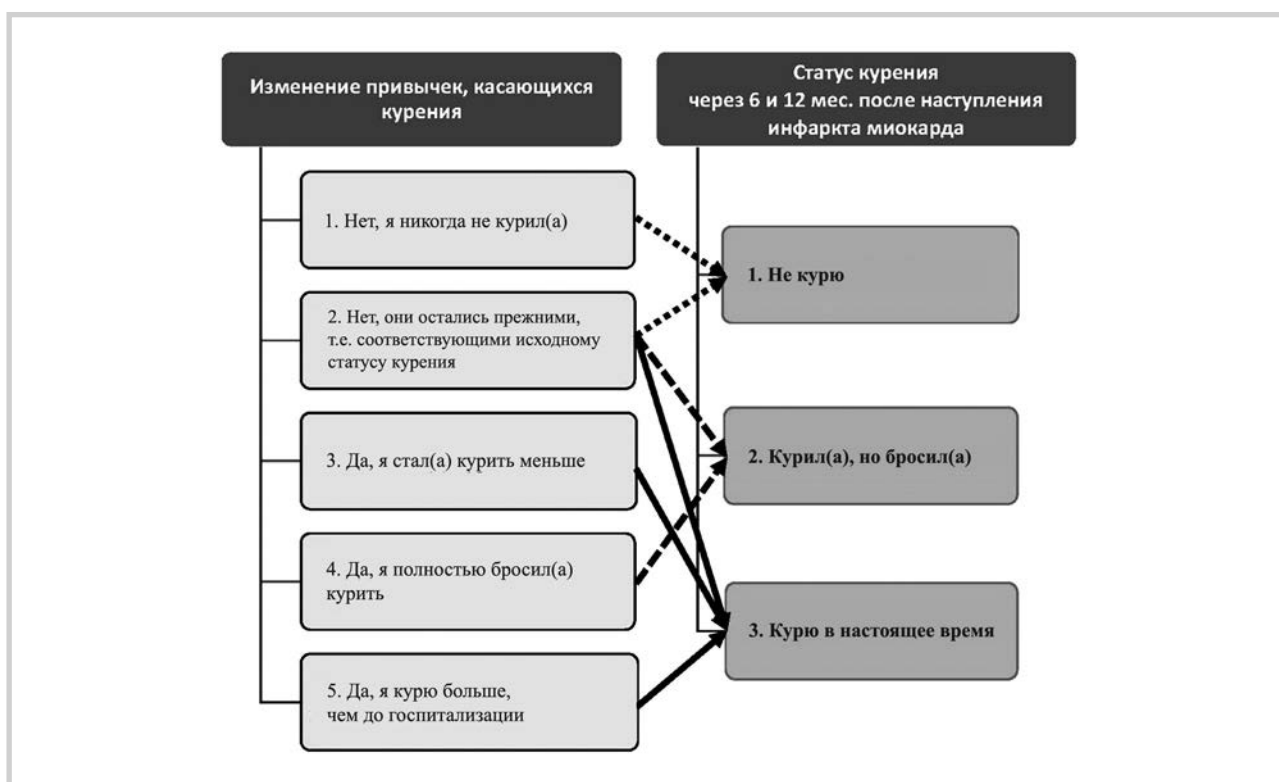 Изменение привычек, касающихся
курения
Статус курения
через 6 и 12 мес. после наступления
инфаркта миокарда
1. Нет, я никогда не курил(а)
2. Нет, они остались прежними,
т.е. соответствующими исходному
статусу курения
3. Да, я стал(а) курить меньше
4. Да, я полностью бросил(а)
курить
5. Да, я курю больше,
чем до госпитализации
1. Не курю
2. Курил(а), но бросил(а)
3. Курю в настоящее время